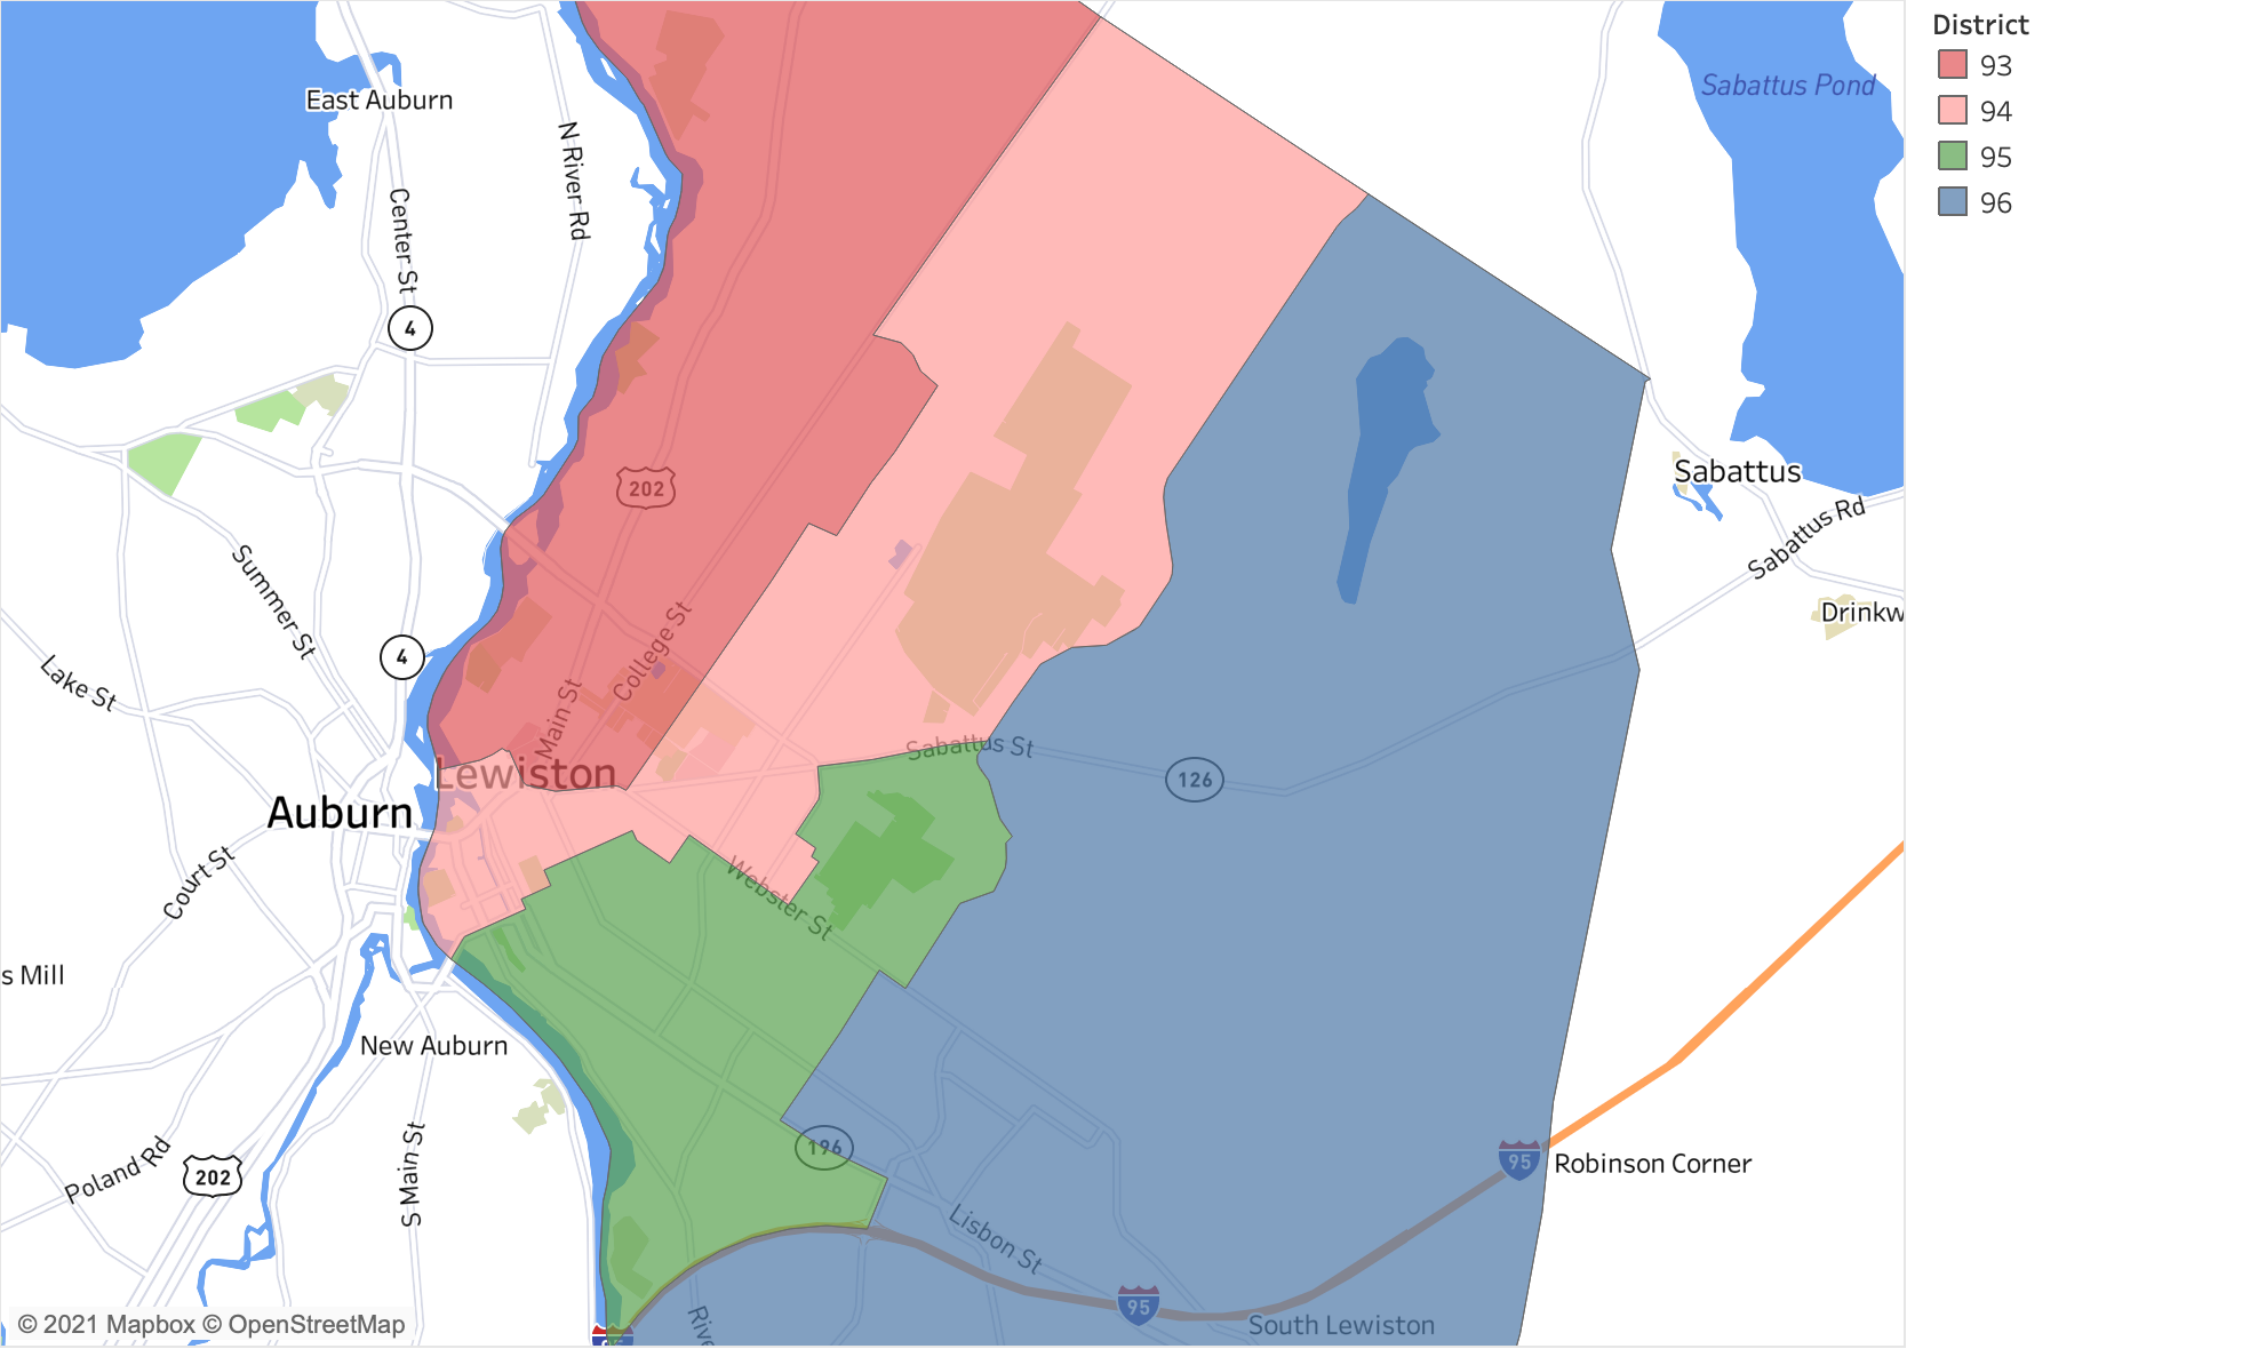 District
93
94
95
96
Sabattus Pond
East Auburn
N River Rd
Center St
4
202
Sabattus
Sabattus Rd
Summer St
College St
Drinkw
4
Lake St
Main St
Sabattus St
Lewiston
126
Auburn
Court St
Webster St
s Mill
New Auburn
196
95
Robinson Corner
Poland Rd
202
S Main St
Lisbon St
95
South Lewiston
Rive
© 2021 Mapbox © OpenStreetMap